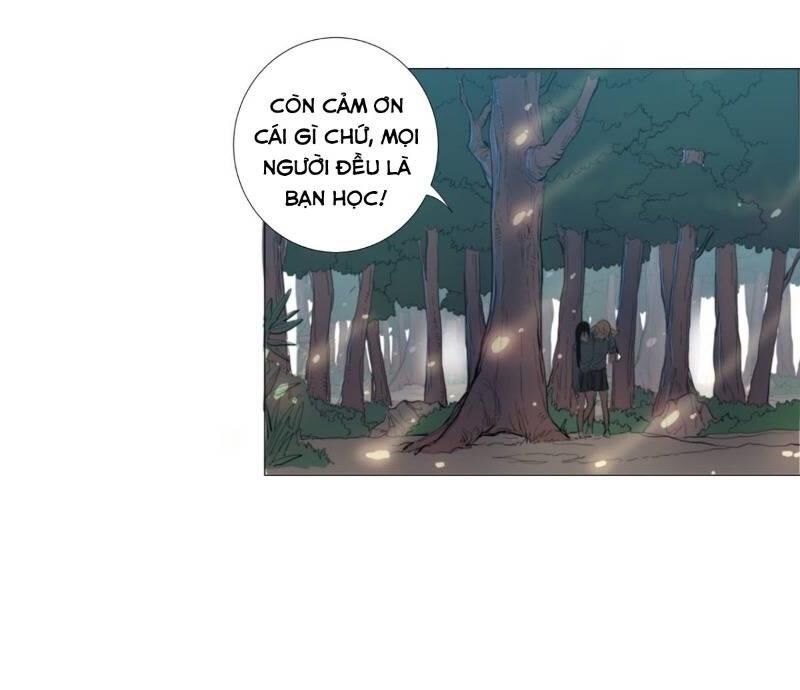 CÒN CẢM ƠN
CÁI GÌ CHỨ, MỌI
NGƯỜI ĐỀU LÀ
BẠN HỌC!